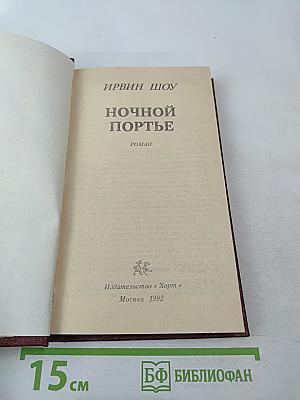 ИРВИН ШОУ
НОЧНОЙ
ПОРТЬЕ
РОМАН
Издательство «Хорт»
Москва 1992
15 см
БФ БИБЛИОФАН